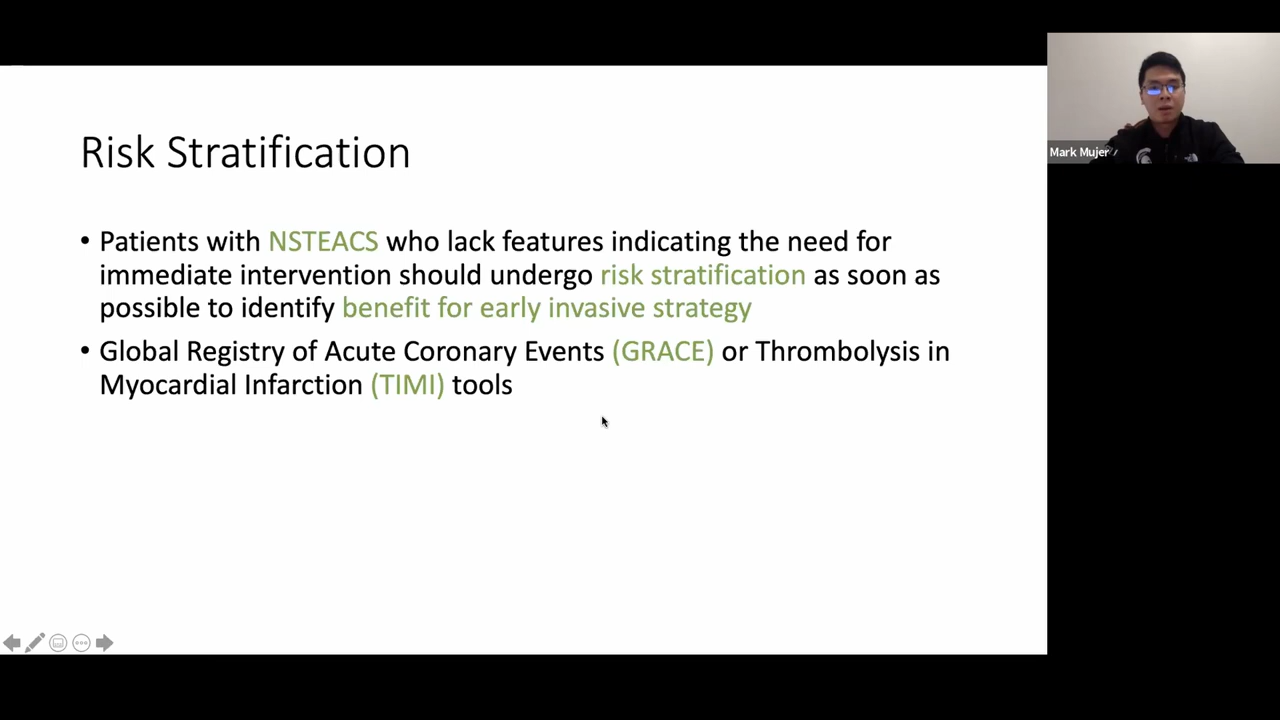 Risk Stratification
• Patients with NSTEACS who lack features indicating the need for
immediate intervention should undergo risk stratification as soon as
possible to identify benefit for early invasive strategy
• Global Registry of Acute Coronary Events (GRACE) or Thrombolysis in
Myocardial Infarction (TIMI) tools
Mark Mujer